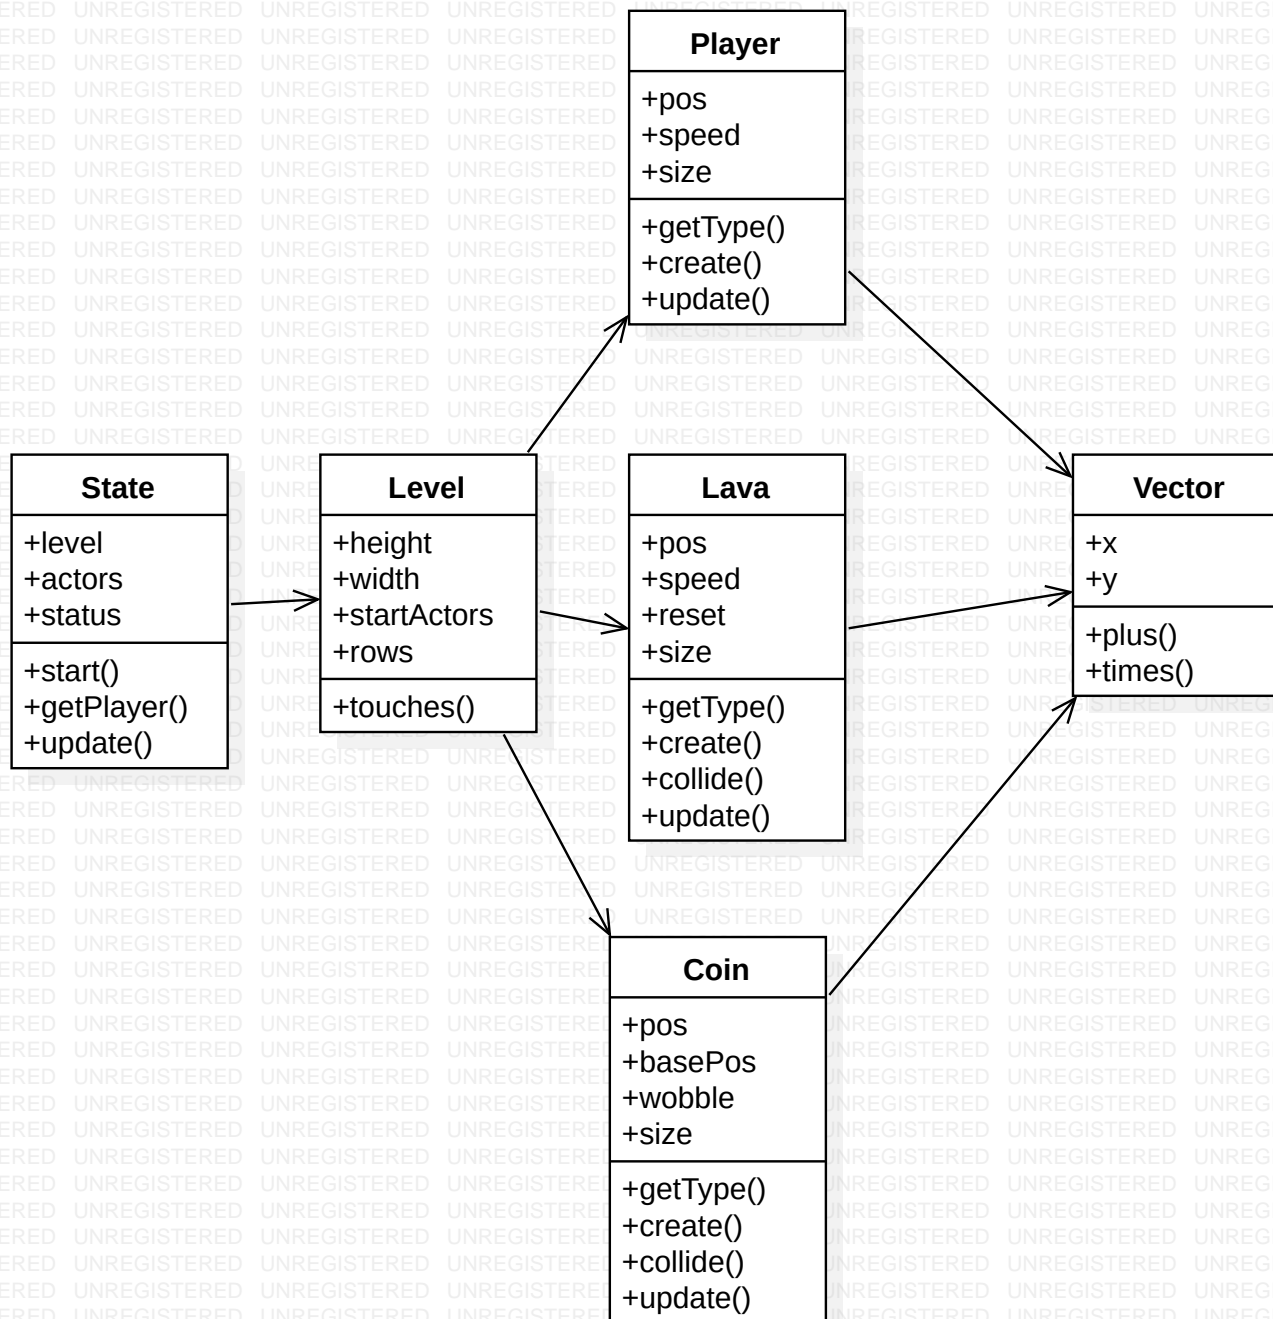 Player
+pos
+speed
+size
+getType()
+create()
+update()
State
+level
+actors
+status
+start()
+getPlayer()
+update()
Level
+height
+width
+startActors
+rows
+touches()
Lava
+pos
+speed
+reset
+size
+getType()
+create()
+collide()
+update()
Vector
+x
+y
+plus()
+times()
Coin
+pos
+basePos
+wobble
+size
+getType()
+create()
+collide()
+update()